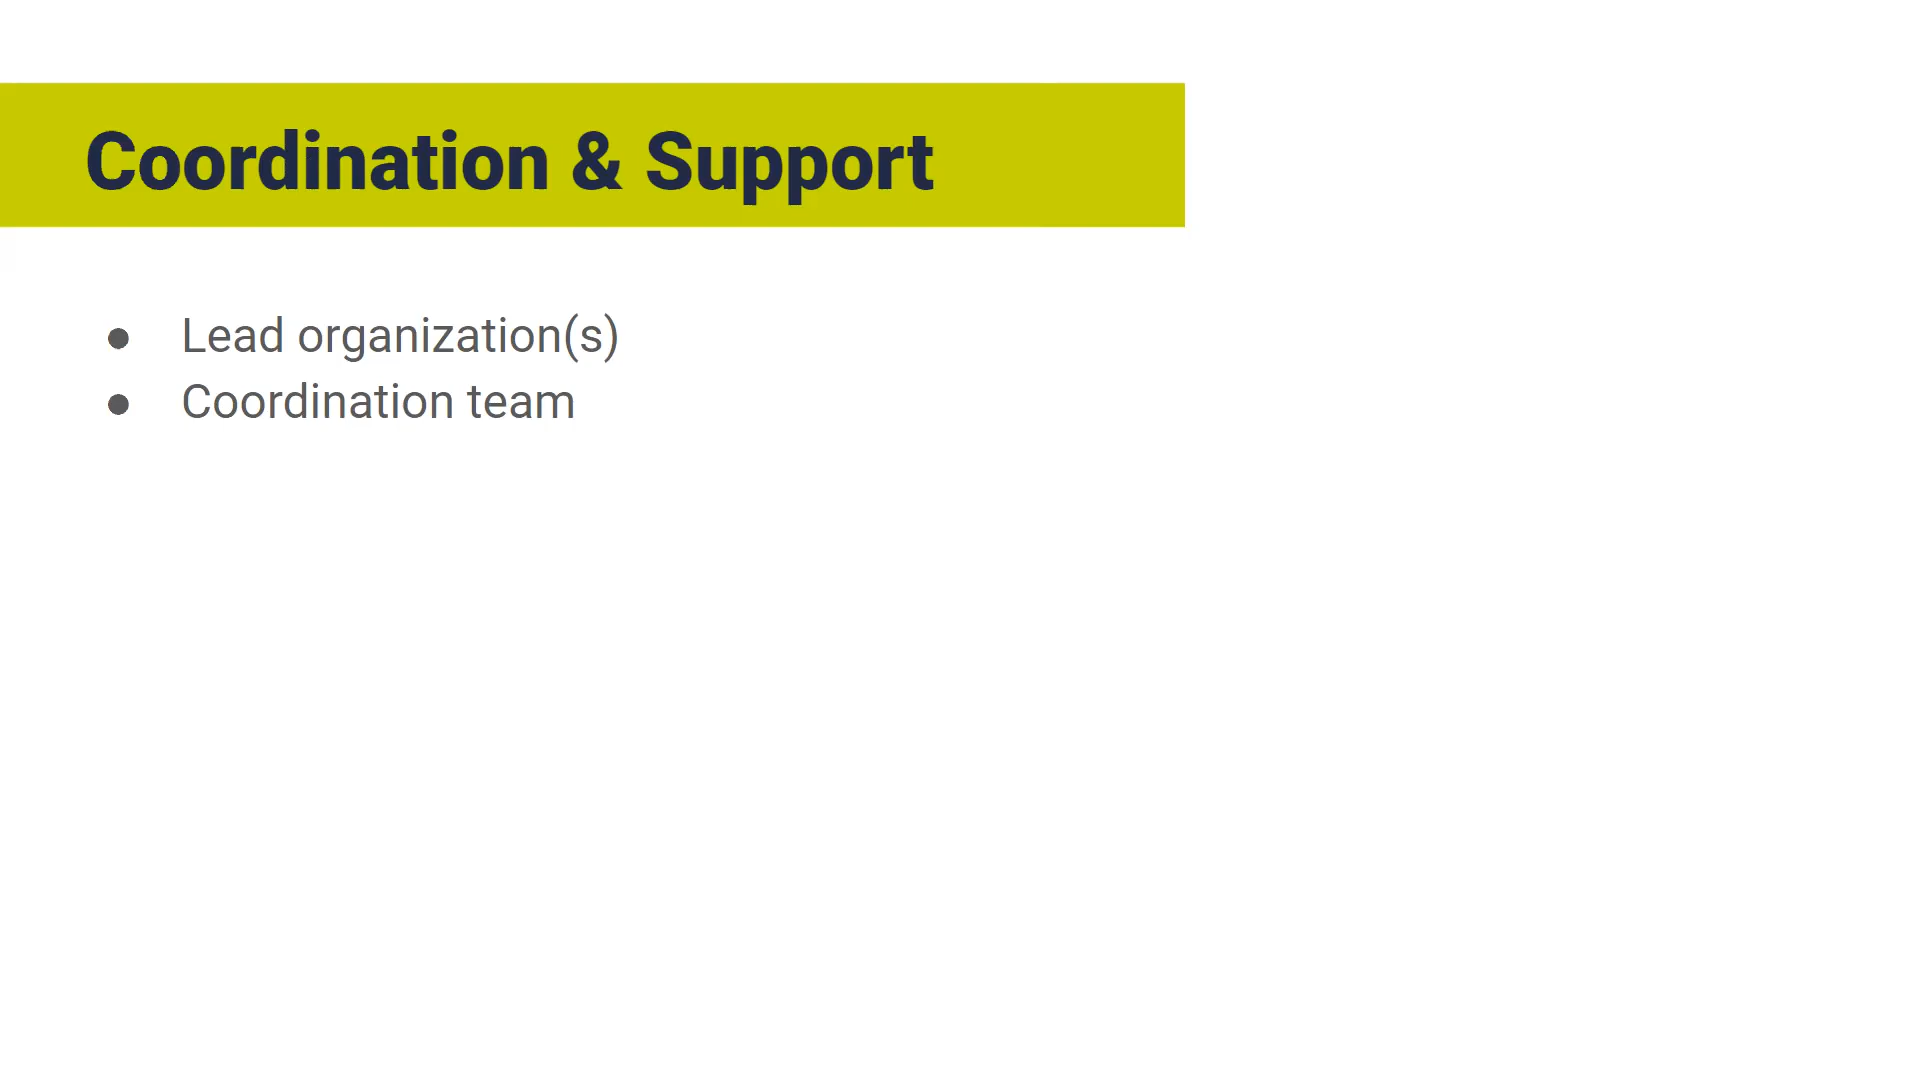 Coordination & Support
● Lead organization(s)
● Coordination team